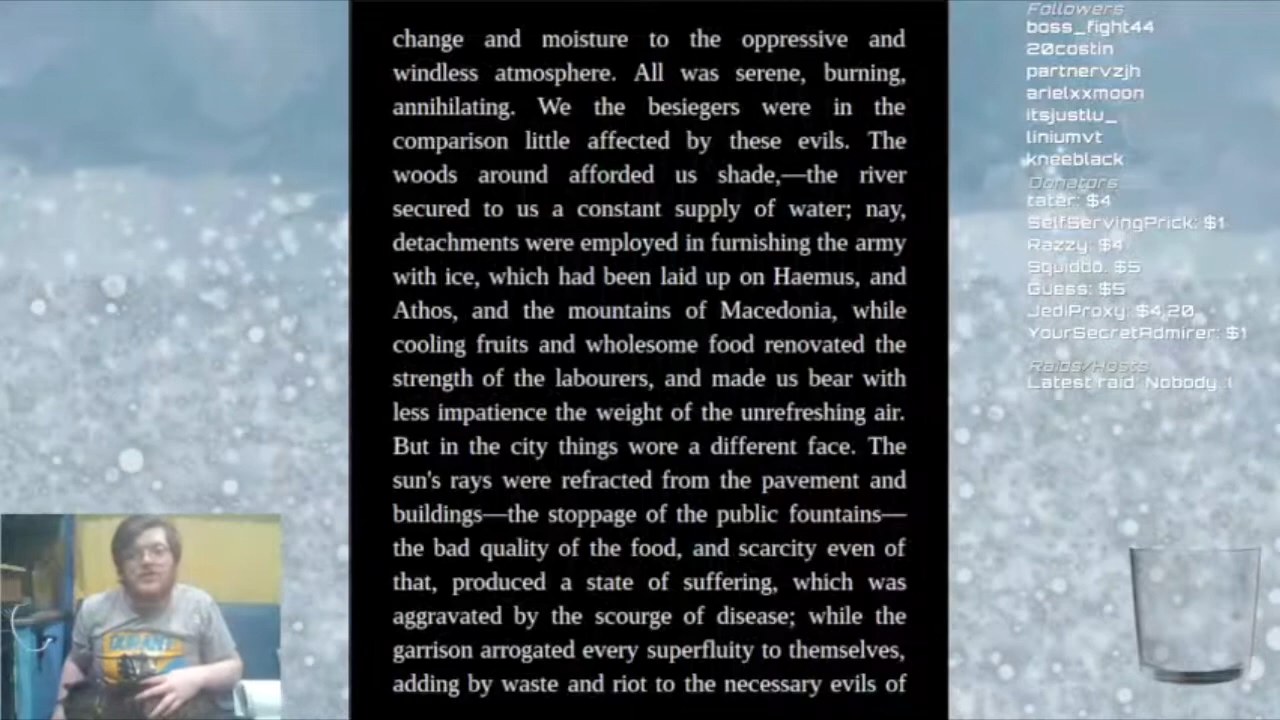 change and moisture to the oppressive and
windless atmosphere. All was serene, burning,
annihilating. We the besiegers were in the
comparison little affected by these evils. The
woods around afforded us shade,—the river
secured to us a constant supply of water; nay,
detachments were employed in furnishing the army
with ice, which had been laid up on Haemus, and
Athos, and the mountains of Macedonia, while
cooling fruits and wholesome food renovated the
strength of the labourers, and made us bear with
less impatience the weight of the unrefreshing air.
But in the city things wore a different face. The
sun's rays were refracted from the pavement and
buildings—the stoppage of the public fountains—
the bad quality of the food, and scarcity even of
that, produced a state of suffering, which was
aggravated by the scourge of disease; while the
garrison arrogated every superfluity to themselves,
adding by waste and riot to the necessary evils of
Followers
boss_fight44
20costin
partnervzjh
arielxxmoon
itsjustlu_
liniumvt
kneeblack
Donators
tater: $4
SelfServingPrick: $1
Razzy: $4
Squidbo: $5
Guess: $5
JediProxy: $4.20
YourSecretAdmirer: $1
Raids/Hosts
Latest raid: Nobody :(